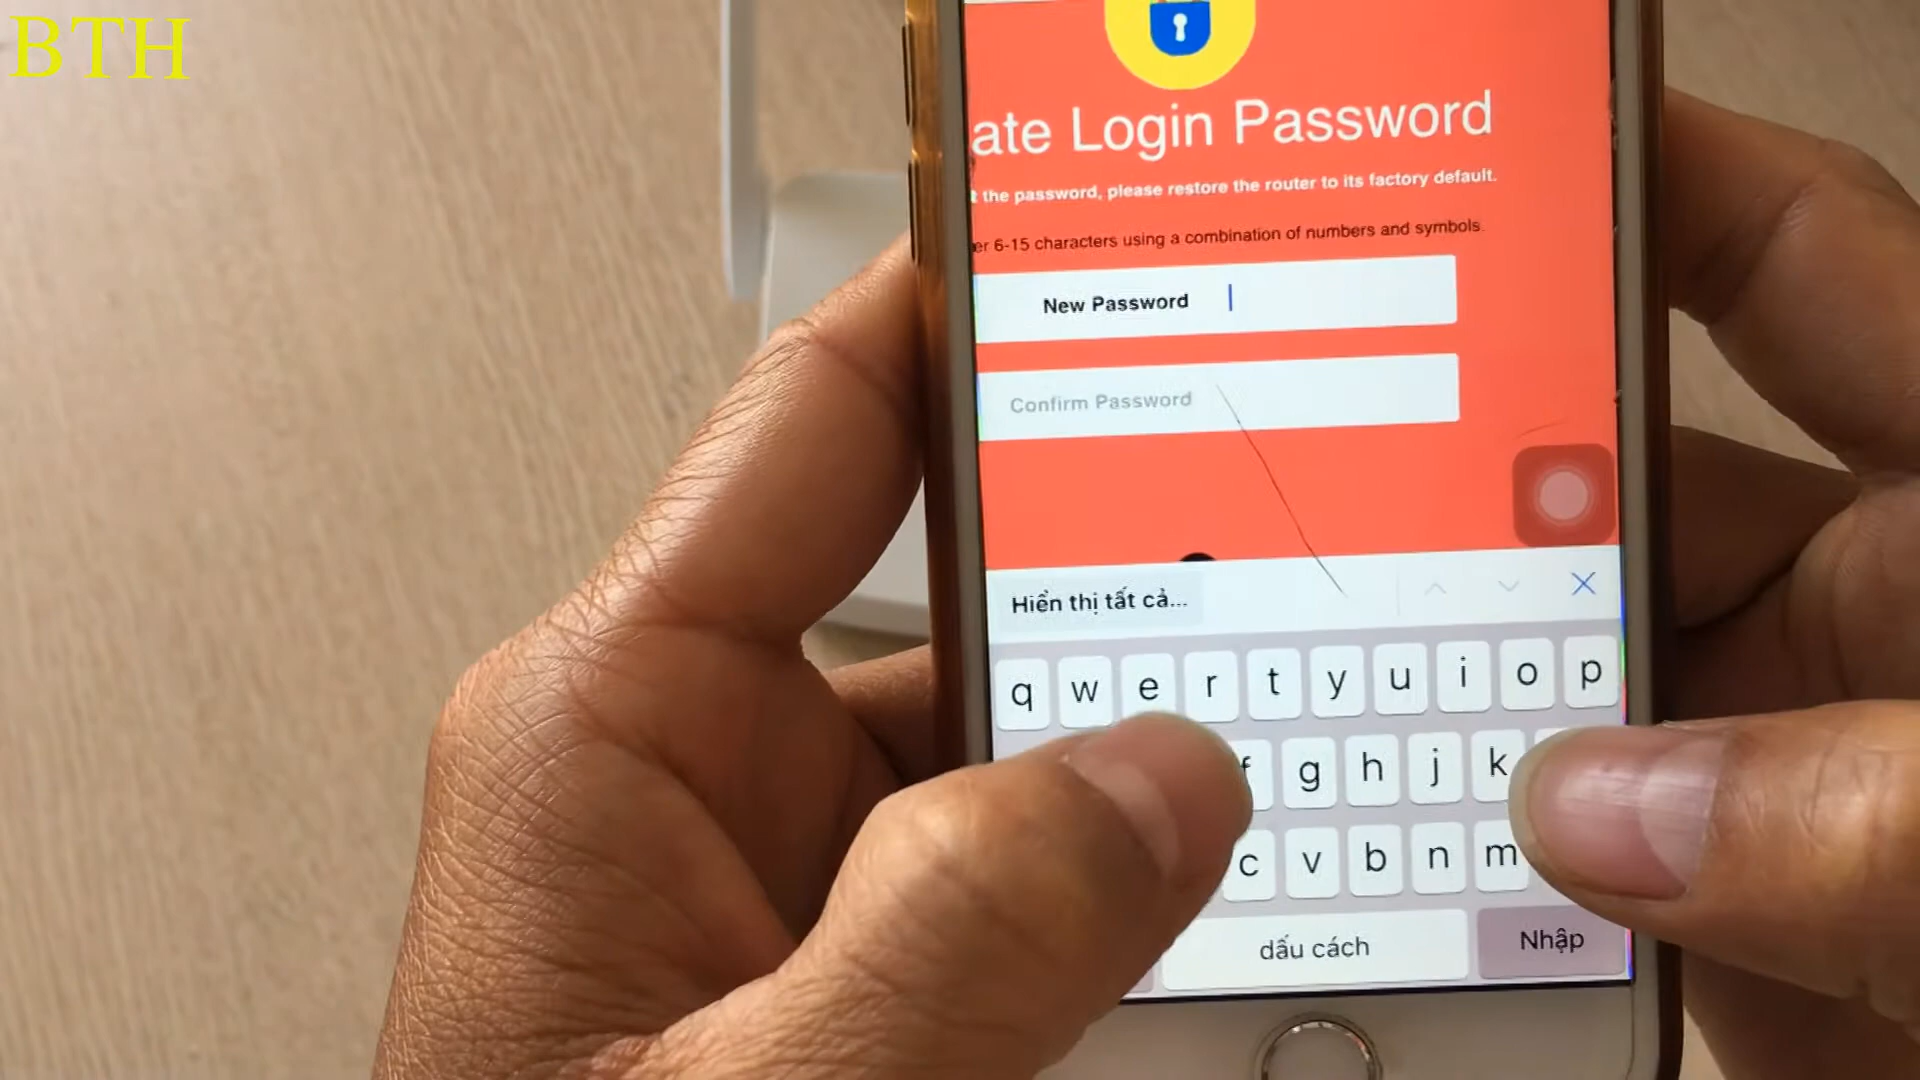 BTH
ate Login Password
t the password, please restore the router to its factory default.
er 6-15 characters using a combination of numbers and symbols.
New Password
Confirm Password
Hiển thị tất cả...
q w e r t y u i o p
f g h j k
c v b n m
dấu cách
Nhập